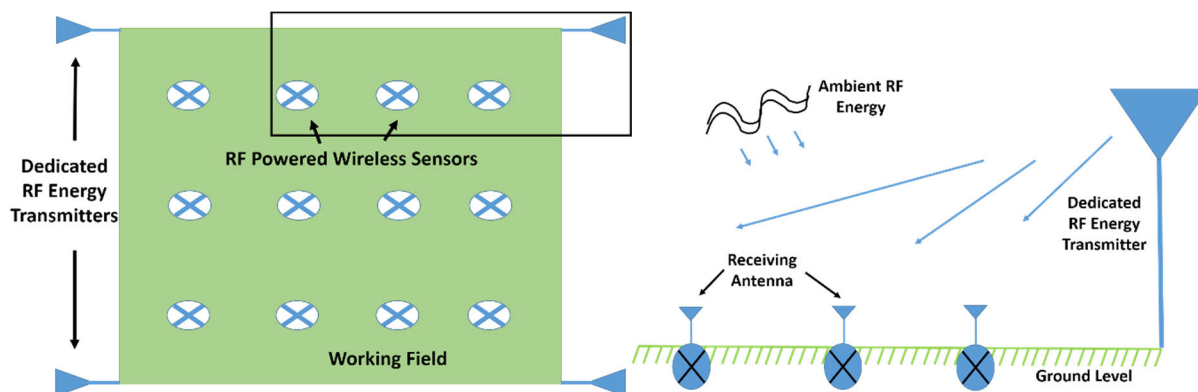 Dedicated
RF Energy
Transmitters
RF Powered Wireless Sensors
Working Field
Ambient RF
Energy
Dedicated
RF Energy
Transmitter
Receiving
Antenna
Ground Level